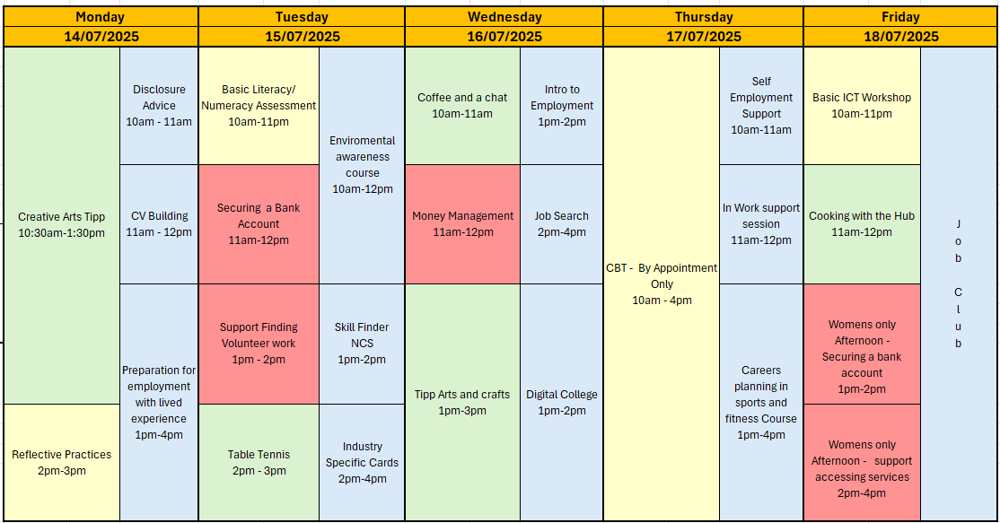 Monday
14/07/2025
Creative Arts Tipp
10:30am-1:30pm
Reflective Practices
2pm-3pm
Disclosure
Advice
10am - 11am
CV Building
11am - 12pm
Preparation for
employment
with lived
experience
1pm-4pm
Tuesday
15/07/2025
Basic Literacy/
Numeracy Assessment
10am-11pm
Securing  a Bank
Account
11am-12pm
Support Finding
Volunteer work
1pm - 2pm
Table Tennis
2pm - 3pm
Enviromental
awareness
course
10am-12pm
Skill Finder
NCS
1pm-2pm
Industry
Specific Cards
2pm-4pm
Wednesday
16/07/2025
Coffee and a chat
10am-11am
Money Management
11am-12pm
Tipp Arts and crafts
1pm-3pm
Intro to
Employment
1pm-2pm
Job Search
2pm-4pm
Digital College
1pm-2pm
Thursday
17/07/2025
CBT -  By Appointment
Only
10am - 4pm
Self
Employment
Support
10am-11am
In Work support
session
11am-12pm
Careers
planning in
sports and
fitness Course
1pm-4pm
Friday
18/07/2025
Basic ICT Workshop
10am-11pm
Cooking with the Hub
11am-12pm
Womens only
Afternoon -
Securing a bank
account
1pm-2pm
Womens only
Afternoon -   support
accessing services
2pm-4pm
J
o
b
C
l
u
b